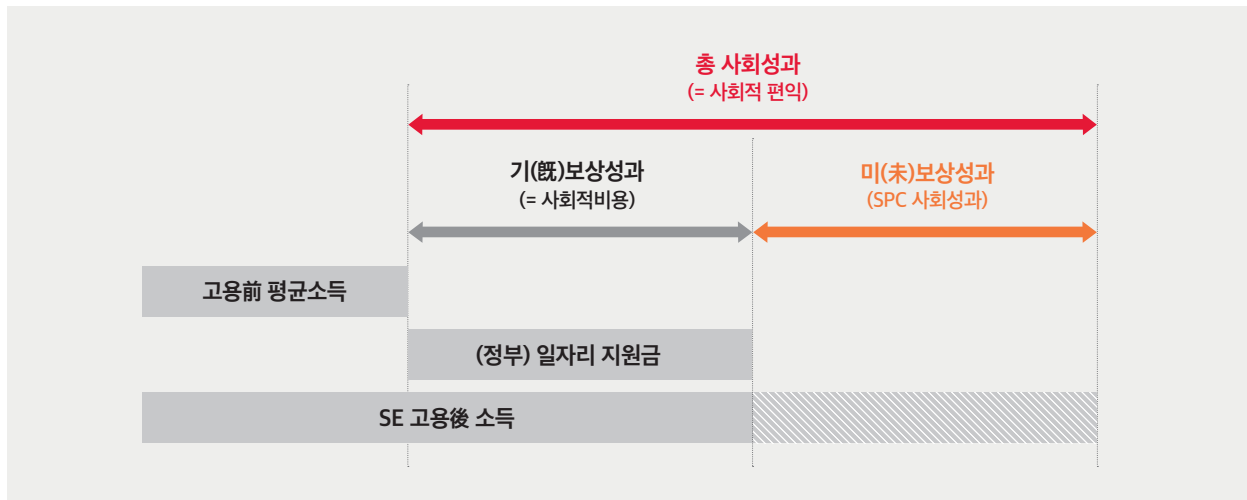 총 사회성과
(= 사회적 편익)
기(旣)보상성과
(= 사회적비용)
미(未)보상성과
(SPC 사회성과)
고용前 평균소득
(정부) 일자리 지원금
SE 고용後 소득